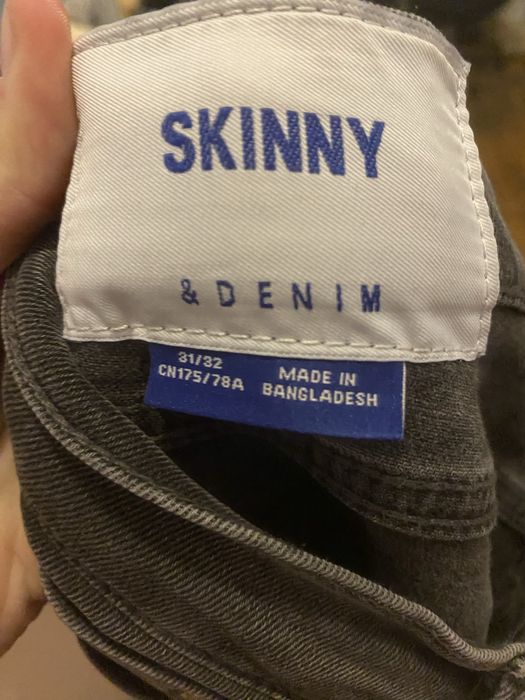 SKINNY
& DENIM
31/32
CN175/78A
MADE IN
BANGLADESH